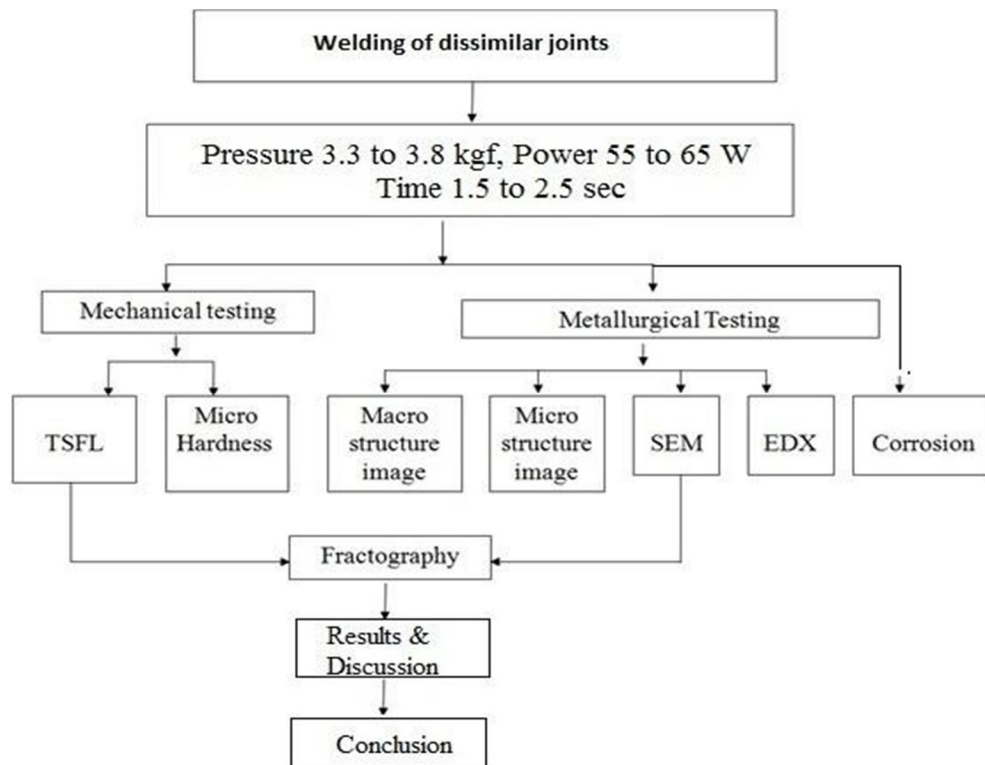 Welding of dissimilar joints
Pressure 3.3 to 3.8 kgf, Power 55 to 65 W
Time 1.5 to 2.5 sec
Mechanical testing
Metallurgical Testing
TSFL
Micro
Hardness
Macro
structure
image
Micro
structure
image
SEM
EDX
Corrosion
Fractography
Results &
Discussion
Conclusion